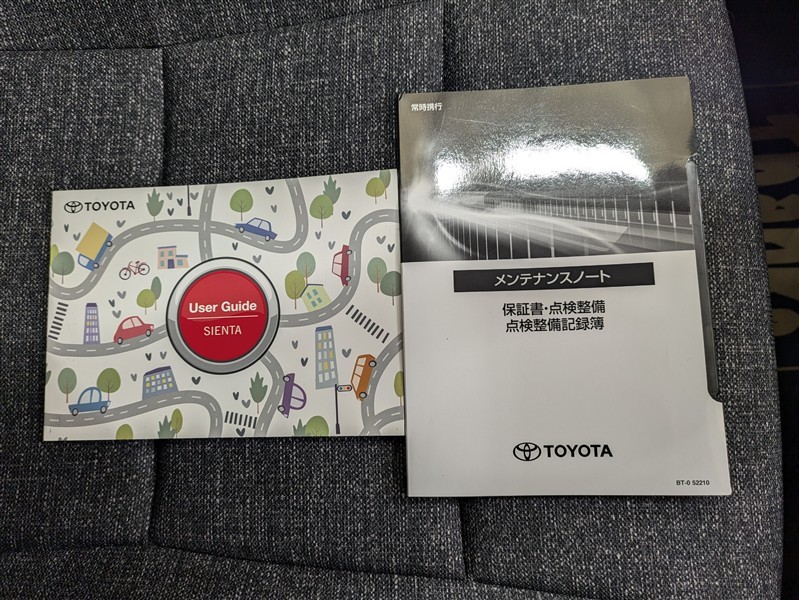 TOYOTA
User Guide
SIENTA
常時携行
メンテナンスノート
保証書・点検整備
点検整備記録簿
TOYOTA
BT-0 52210